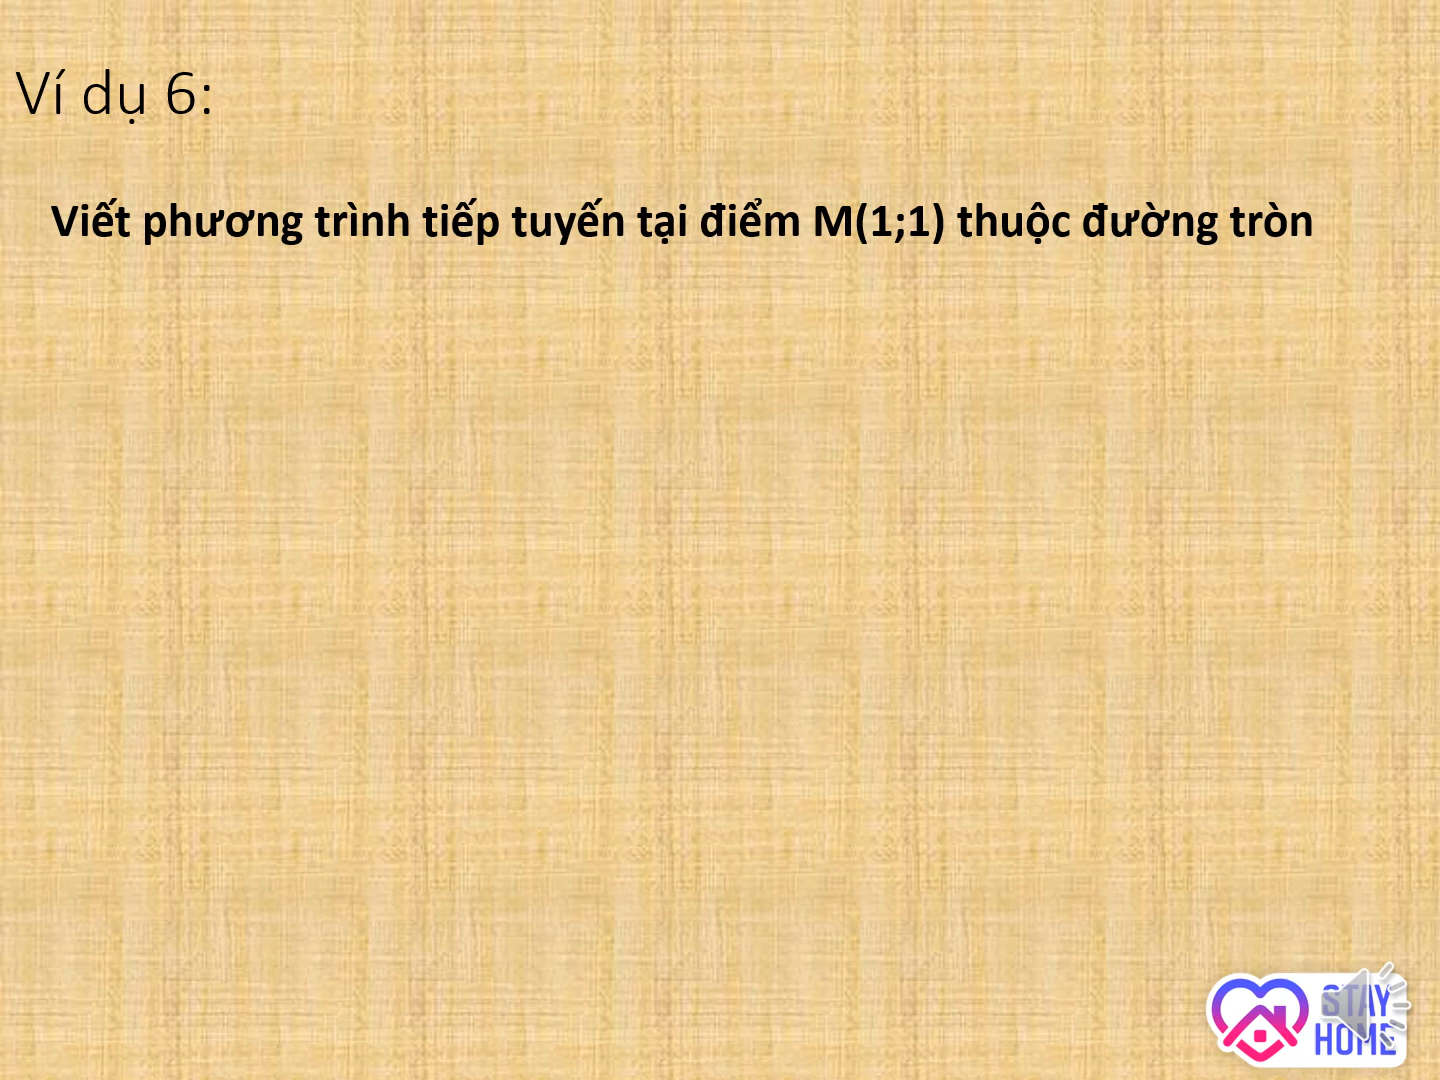 Ví dụ 6:
Viết phương trình tiếp tuyến tại điểm M(1;1) thuộc đường tròn
STAY
HOME